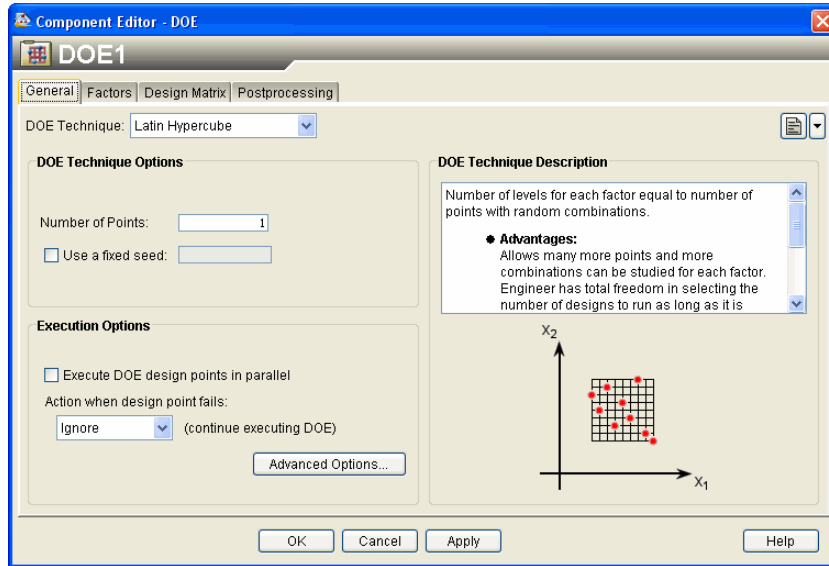 Component Editor - DOE
DOE1
General Factors Design Matrix Postprocessing
DOE Technique: Latin Hypercube
DOE Technique Options
Number of Points: 1
Use a fixed seed:
Execution Options
Execute DOE design points in parallel
Action when design point fails:
Ignore (continue executing DOE)
Advanced Options...
DOE Technique Description
Number of levels for each factor equal to number of
points with random combinations.
● Advantages:
Allows many more points and more
combinations can be studied for each factor.
Engineer has total freedom in selecting the
number of designs to run as long as it is
X2
X1
OK Cancel Apply Help